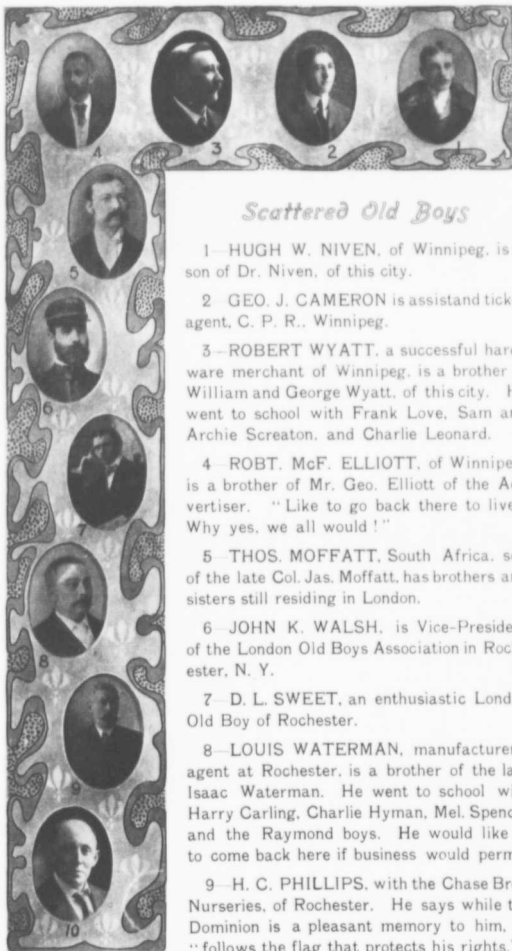 4 3 2 1
5
6
7
8
9
10
Scattered Old Boys
1—HUGH W. NIVEN, of Winnipeg, is
son of Dr. Niven, of this city.
2 GEO. J. CAMERON is assistand tick
agent, C. P. R., Winnipeg.
3—ROBERT WYATT, a successful hard
ware merchant of Winnipeg, is a brother
William and George Wyatt, of this city. H
went to school with Frank Love, Sam an
Archie Screaton, and Charlie Leonard.
4 ROBT. McF. ELLIOTT, of Winnipe
is a brother of Mr. Geo. Elliott of the Ad
vertiser. "Like to go back there to live
Why yes, we all would !"
5 THOS. MOFFATT, South Africa, so
of the late Col. Jas. Moffatt, has brothers an
sisters still residing in London.
6 JOHN K. WALSH, is Vice-Preside
of the London Old Boys Association in Roch
ester, N. Y.
7 D. L. SWEET, an enthusiastic Lond
Old Boy of Rochester.
8—LOUIS WATERMAN, manufacturer
agent at Rochester, is a brother of the la
Isaac Waterman. He went to school wi
Harry Carling, Charlie Hyman, Mel. Spenc
and the Raymond boys. He would like
to come back here if business would perm
9—H. C. PHILLIPS, with the Chase Bro
Nurseries, of Rochester. He says while t
Dominion is a pleasant memory to him,
"follows the flag that protects his rights.